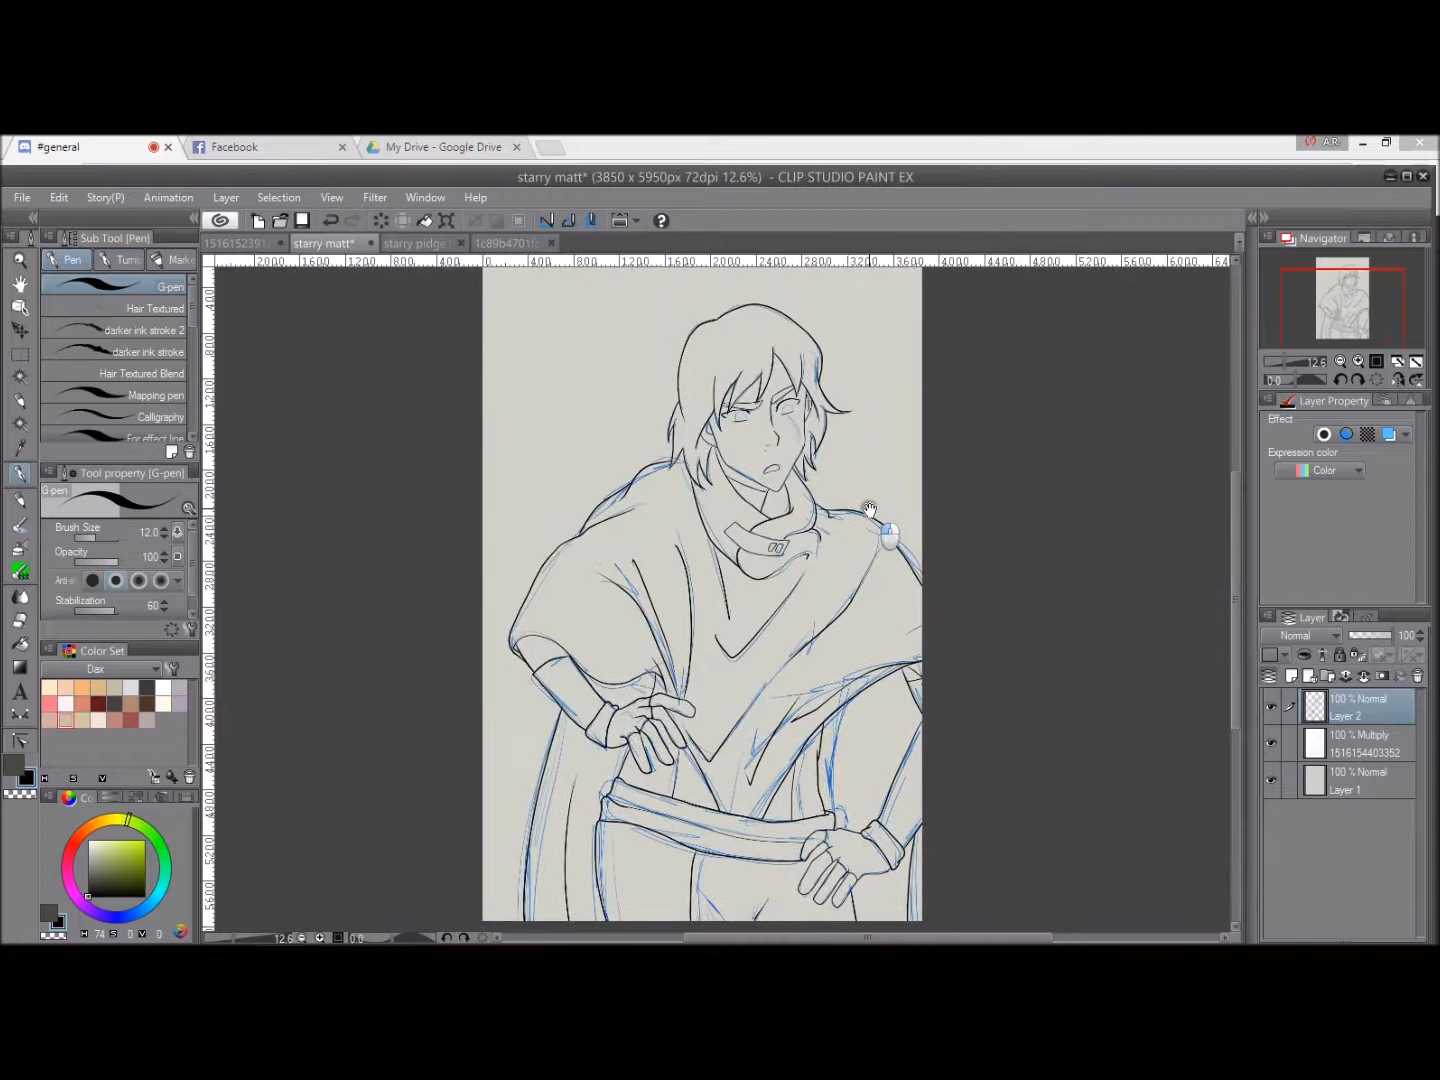 #general
Facebook
My Drive - Google Drive
A.R.
starry matt* (3850 x 5950px 72dpi 12.6%) - CLIP STUDIO PAINT EX
File Edit Story(P) Animation Layer Selection View Filter Window Help
Sub Tool [Pen]
1516152391 starry matt* starry pidge 1c89b4701fc
Navigator
Pen Marke
G-pen
Hair Textured
darker ink stroke 2
darker ink stroke
Hair Textured Blend
Mapping pen
Calligraphy
For effect line
Tool property [G-pen]
G-pen
Brush Size 12.0
Opacity 100
Stabilization 60
Color Set
Dax
H S V
H 74 S 0 V 0
12.6
0.0
12.6
0.0
Layer Property
Effect
Expression color
Color
Layer
Normal 100
100 % Normal
Layer 2
100 % Multiply
1516154403352
100 % Normal
Layer 1